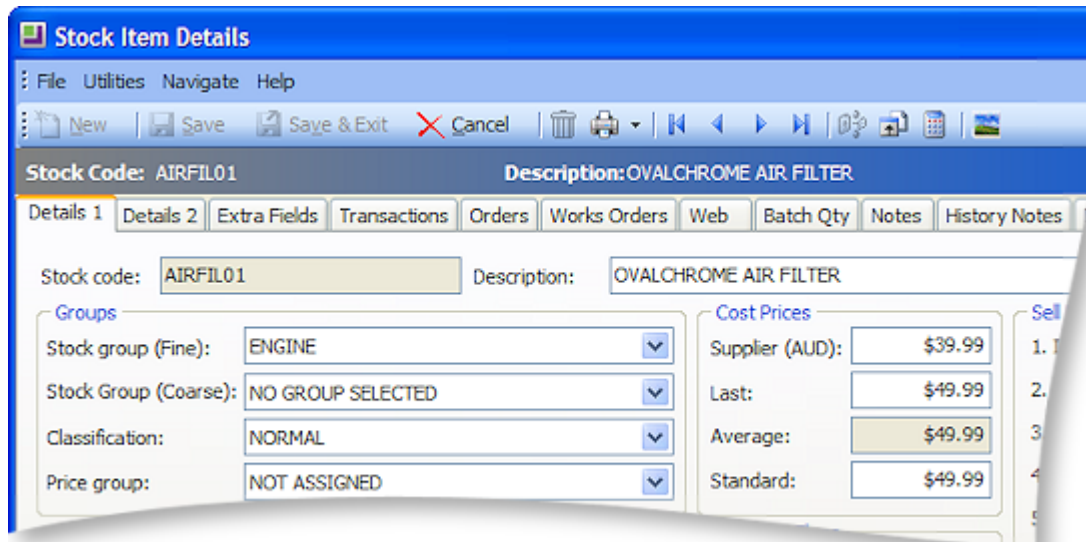 Stock Item Details
File Utilities Navigate Help
New Save Save & Exit Cancel
Stock Code: AIRFIL01 Description: OVALCHROME AIR FILTER
Details 1 Details 2 Extra Fields Transactions Orders Works Orders Web Batch Qty Notes History Notes
Stock code: AIRFIL01 Description: OVALCHROME AIR FILTER
Groups Cost Prices Sell
Stock group (Fine): ENGINE Supplier (AUD): $39.99 1.
Stock Group (Coarse): NO GROUP SELECTED Last: $49.99 2.
Classification: NORMAL Average: $49.99 3
Price group: NOT ASSIGNED Standard: $49.99 4
5